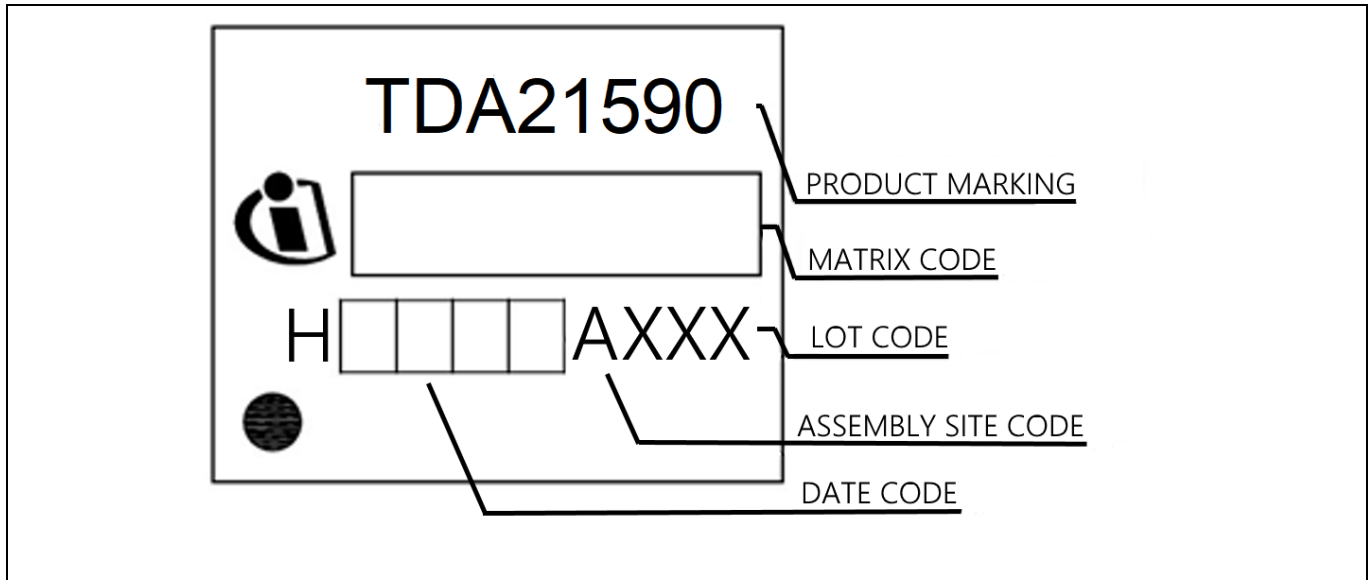 TDA21590
PRODUCT MARKING
MATRIX CODE
H AXXX
LOT CODE
ASSEMBLY SITE CODE
DATE CODE